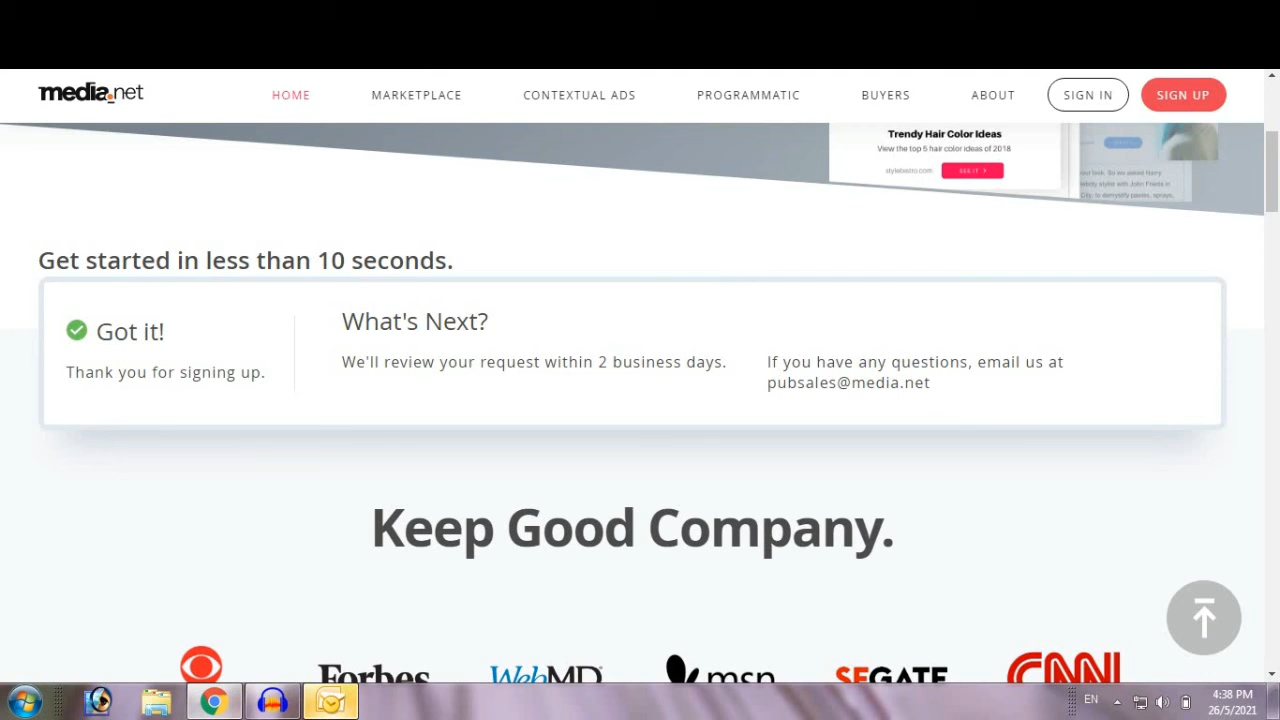 media.net
HOME
MARKETPLACE
CONTEXTUAL ADS
PROGRAMMATIC
BUYERS
ABOUT
SIGN IN
SIGN UP
Trendy Hair Color Ideas
View the top 5 hair color ideas of 2018
stylebistro.com
SEE IT >
Get started in less than 10 seconds.
Got it!
Thank you for signing up.
What's Next?
We'll review your request within 2 business days.
If you have any questions, email us at
pubsales@media.net
Keep Good Company.
Forbes
WebMD
msn
CNN
EN
4:38 PM
26/5/2021